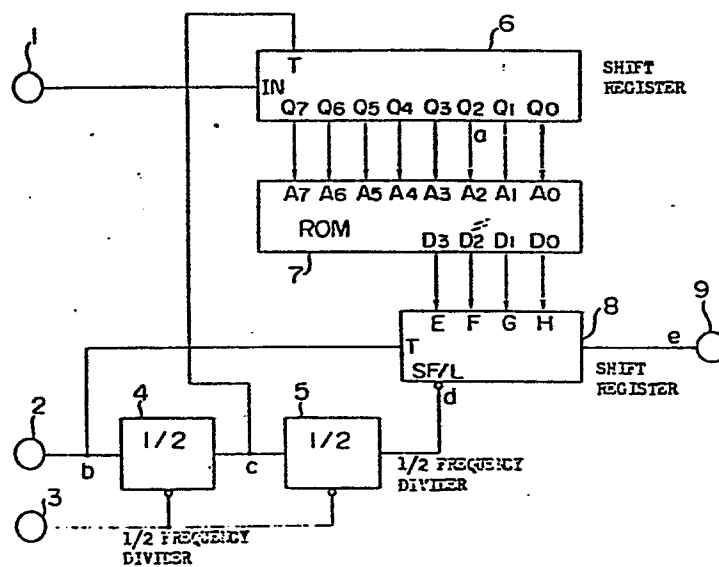 1
6
T
IN
SHIFT
REGISTER
Q7 Q6 Q5 Q4 Q3 Q2 Q1 Q0
a
A7 A6 A5 A4 A3 A2 A1 A0
ROM
D3 D2 D1 D0
7
8
9
E F G H
T
e
SF/L
d
SHIFT
REGISTER
2
4
5
1/2
1/2
b
c
1/2 FREQUENCY
DIVIDER
3
1/2 FREQUENCY
DIVIDER